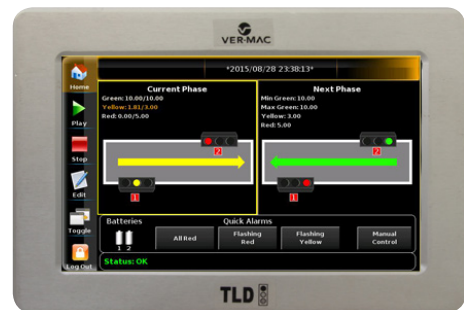 VER-MAC
*2015/08/28 23:38:13*
Home
Play
Stop
Edit
Toggle
Log Out
Current Phase
Green: 10.00/10.00
Yellow: 1.81/3.00
Red: 0.00/5.00
2
1
Next Phase
Min Green: 10.00
Max Green: 10.00
Yellow: 3.00
Red: 5.00
2
1
Batteries
1 2
Quick Alarms
All Red
Flashing
Red
Flashing
Yellow
Manual
Control
Status: OK
TLD